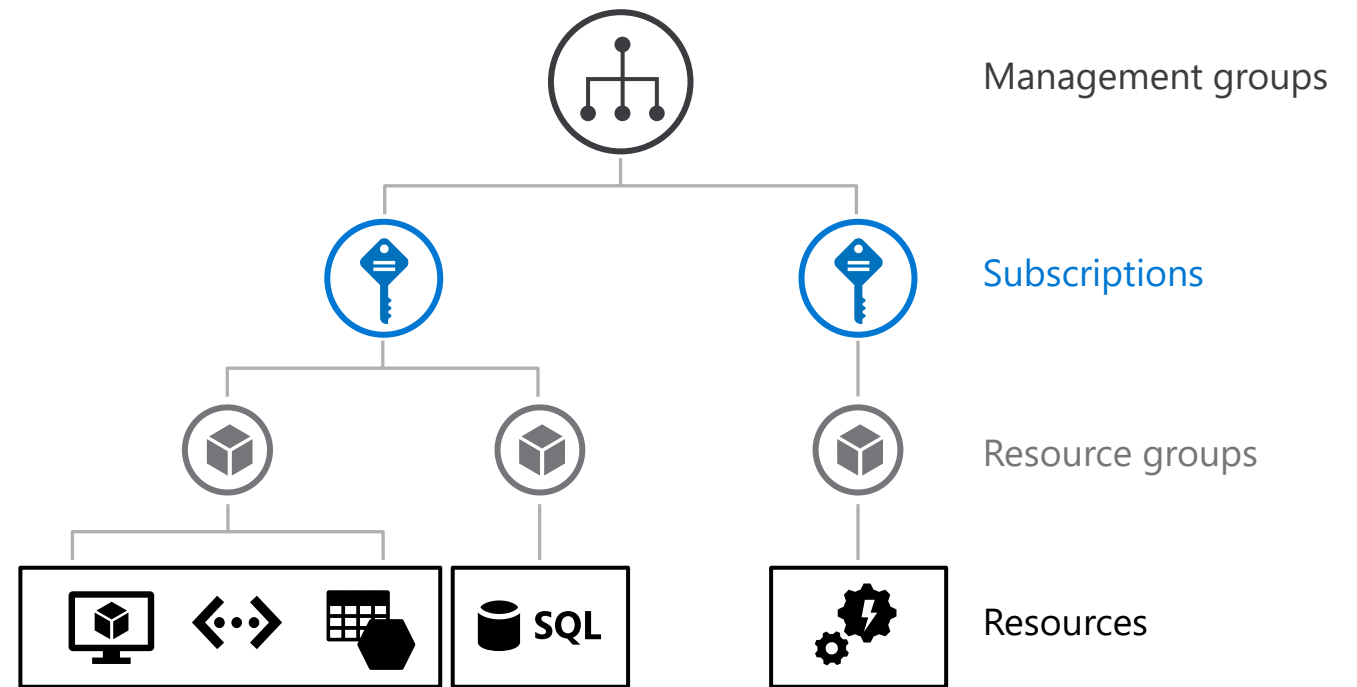 Management groups
Subscriptions
Resource groups
SQL
Resources